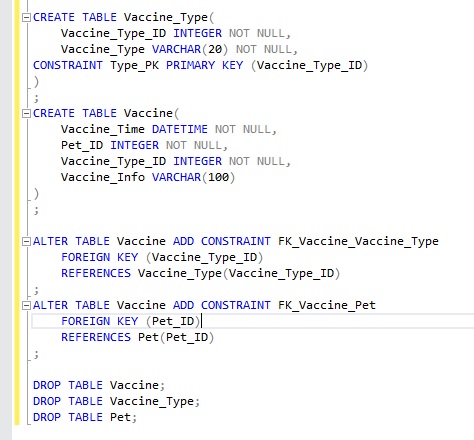 CREATE TABLE Vaccine_Type(
Vaccine_Type_ID INTEGER NOT NULL,
Vaccine_Type VARCHAR(20) NOT NULL,
CONSTRAINT Type_PK PRIMARY KEY (Vaccine_Type_ID)
)
;
CREATE TABLE Vaccine(
Vaccine_Time DATETIME NOT NULL,
Pet_ID INTEGER NOT NULL,
Vaccine_Type_ID INTEGER NOT NULL,
Vaccine_Info VARCHAR(100)
)
;
ALTER TABLE Vaccine ADD CONSTRAINT FK_Vaccine_Vaccine_Type
FOREIGN KEY (Vaccine_Type_ID)
REFERENCES Vaccine_Type(Vaccine_Type_ID)
;
ALTER TABLE Vaccine ADD CONSTRAINT FK_Vaccine_Pet
FOREIGN KEY (Pet_ID)
REFERENCES Pet(Pet_ID)
;
DROP TABLE Vaccine;
DROP TABLE Vaccine_Type;
DROP TABLE Pet;